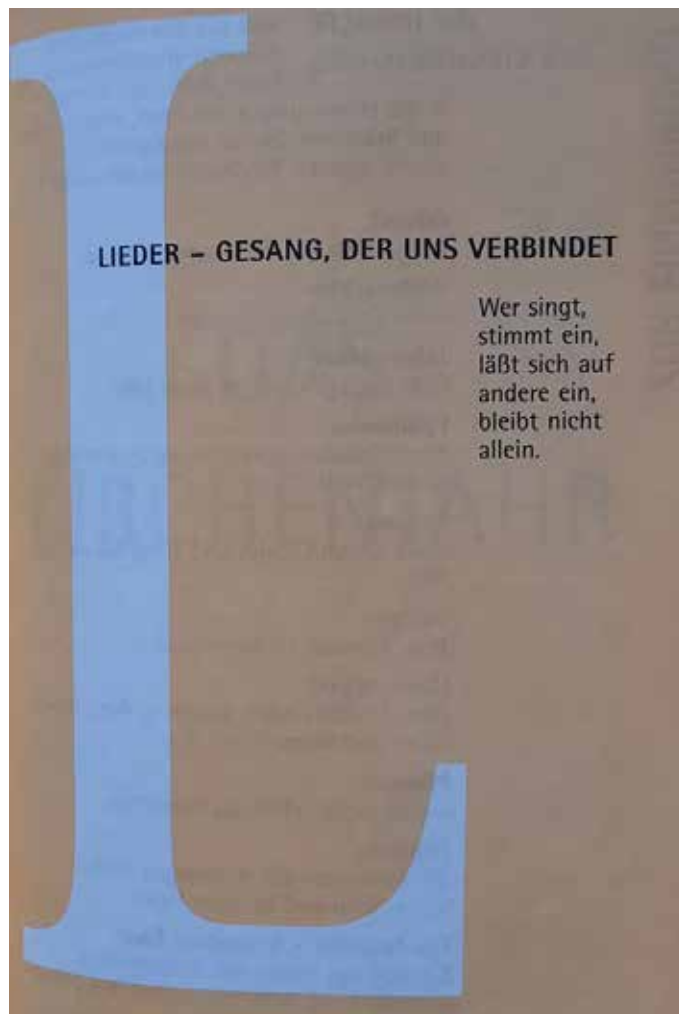 L
LIEDER – GESANG, DER UNS VERBINDET
Wer singt,
stimmt ein,
läßt sich auf
andere ein,
bleibt nicht
allein.